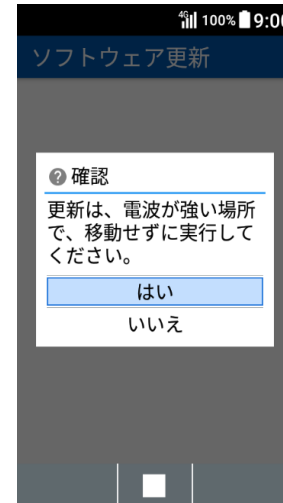 4G 100% 9:00
ソフトウェア更新
確認
更新は、電波が強い場所
で、移動せずに実行して
ください。
はい
いいえ